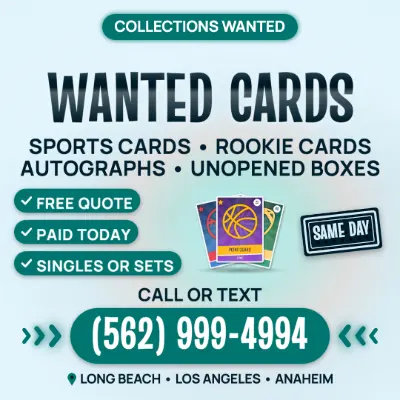 COLLECTIONS WANTED
WANTED CARDS
SPORTS CARDS • ROOKIE CARDS
AUTOGRAPHS • UNOPENED BOXES
FREE QUOTE
PAID TODAY
SINGLES OR SETS
SAME DAY
CALL OR TEXT
(562) 999-4994
LONG BEACH • LOS ANGELES • ANAHEIM